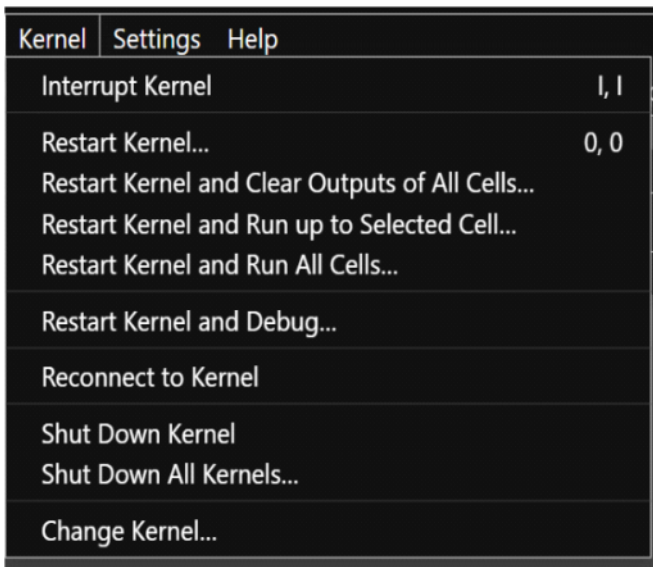 Kernel Settings Help
Interrupt Kernel I, I
Restart Kernel... 0, 0
Restart Kernel and Clear Outputs of All Cells...
Restart Kernel and Run up to Selected Cell...
Restart Kernel and Run All Cells...
Restart Kernel and Debug...
Reconnect to Kernel
Shut Down Kernel
Shut Down All Kernels...
Change Kernel...